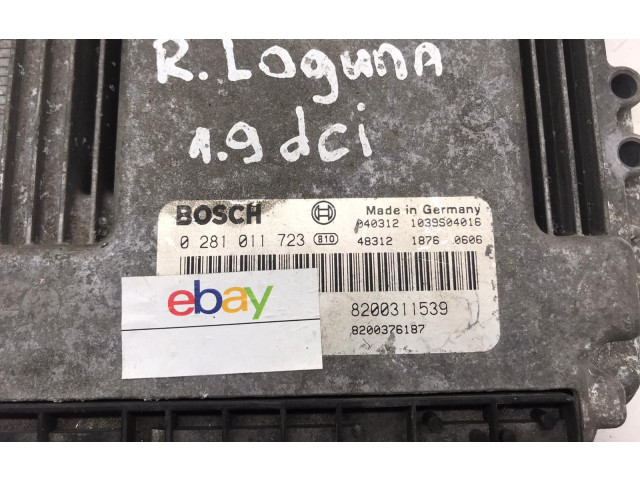 R. Loguna
1.9 dci
BOSCH Made in Germany
040312 1039S04016
0 281 011 723 810 48312 1876 0606
ebay
8200311539
8200376187